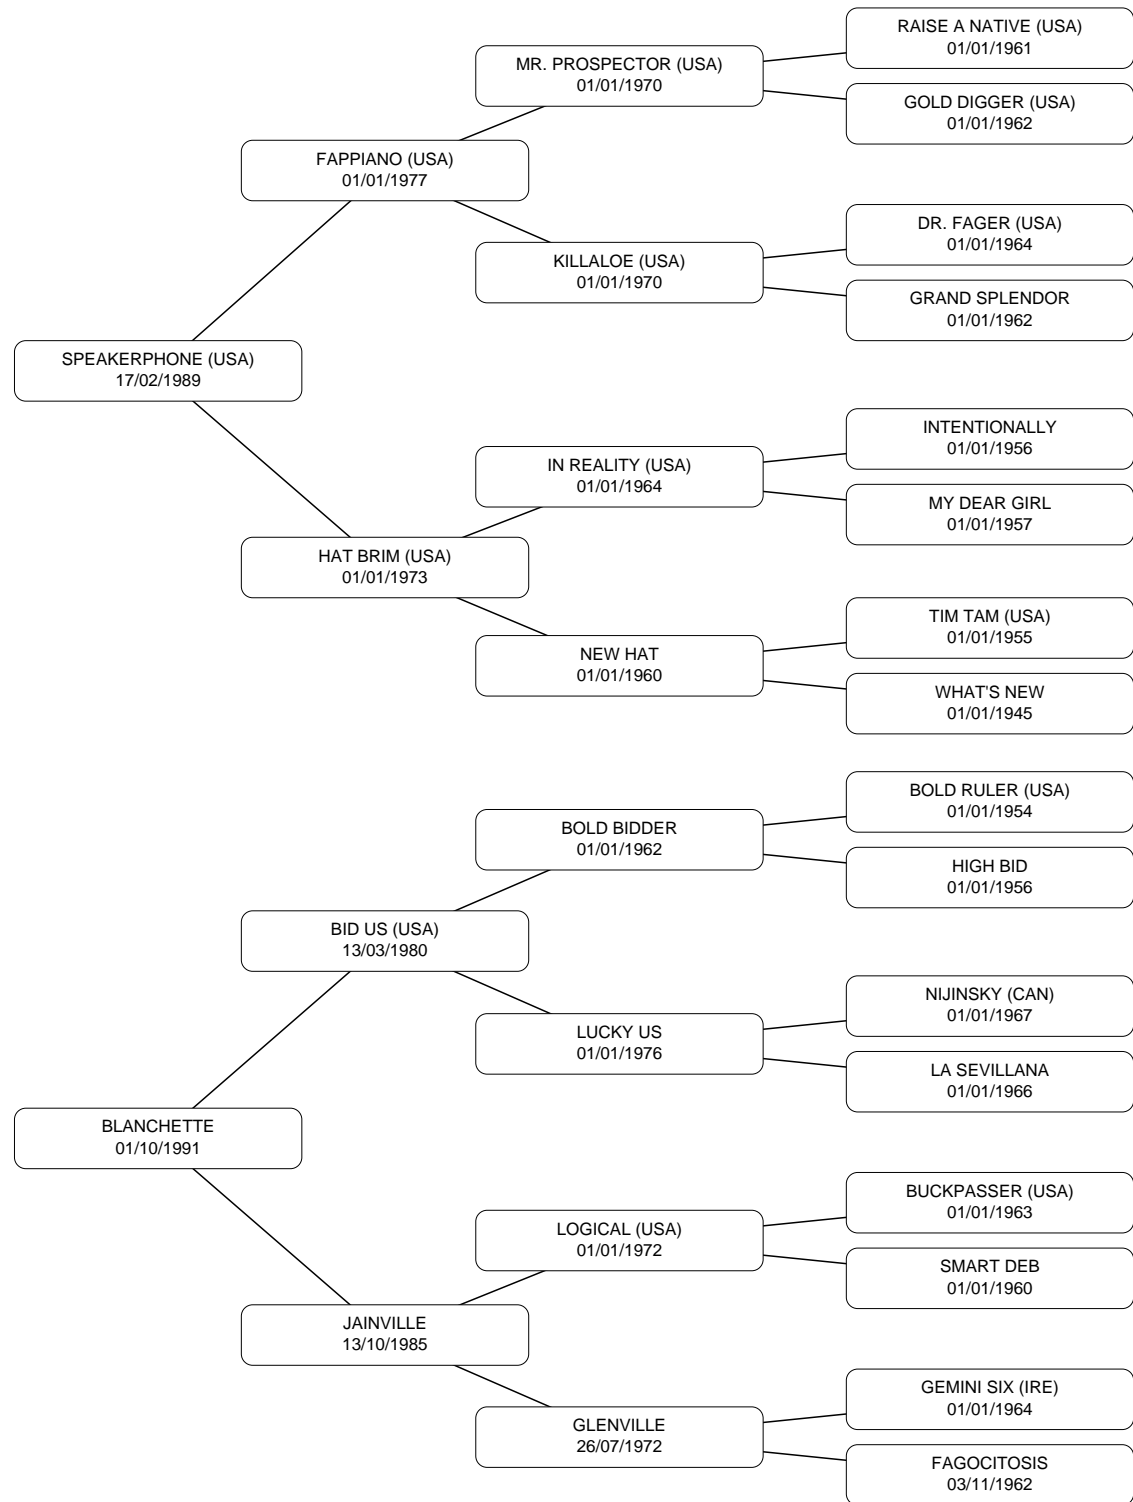 RAISE A NATIVE (USA)
01/01/1961
MR. PROSPECTOR (USA)
01/01/1970
GOLD DIGGER (USA)
01/01/1962
FAPPIANO (USA)
01/01/1977
DR. FAGER (USA)
01/01/1964
KILLALOE (USA)
01/01/1970
GRAND SPLENDOR
01/01/1962
SPEAKERPHONE (USA)
17/02/1989
INTENTIONALLY
01/01/1956
IN REALITY (USA)
01/01/1964
MY DEAR GIRL
01/01/1957
HAT BRIM (USA)
01/01/1973
TIM TAM (USA)
01/01/1955
NEW HAT
01/01/1960
WHAT'S NEW
01/01/1945
BOLD RULER (USA)
01/01/1954
BOLD BIDDER
01/01/1962
HIGH BID
01/01/1956
BID US (USA)
13/03/1980
NIJINSKY (CAN)
01/01/1967
LUCKY US
01/01/1976
LA SEVILLANA
01/01/1966
BLANCHETTE
01/10/1991
BUCKPASSER (USA)
01/01/1963
LOGICAL (USA)
01/01/1972
SMART DEB
01/01/1960
JAINVILLE
13/10/1985
GEMINI SIX (IRE)
01/01/1964
GLENVILLE
26/07/1972
FAGOCITOSIS
03/11/1962